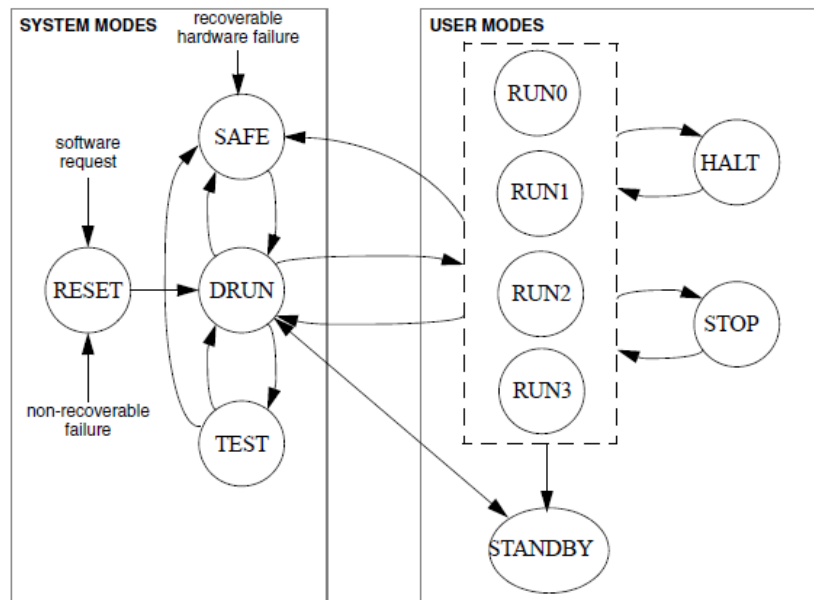 SYSTEM MODES
recoverable
hardware failure
SAFE
software
request
RESET
DRUN
non-recoverable
failure
TEST
USER MODES
RUN0
RUN1
HALT
RUN2
STOP
RUN3
STANDBY